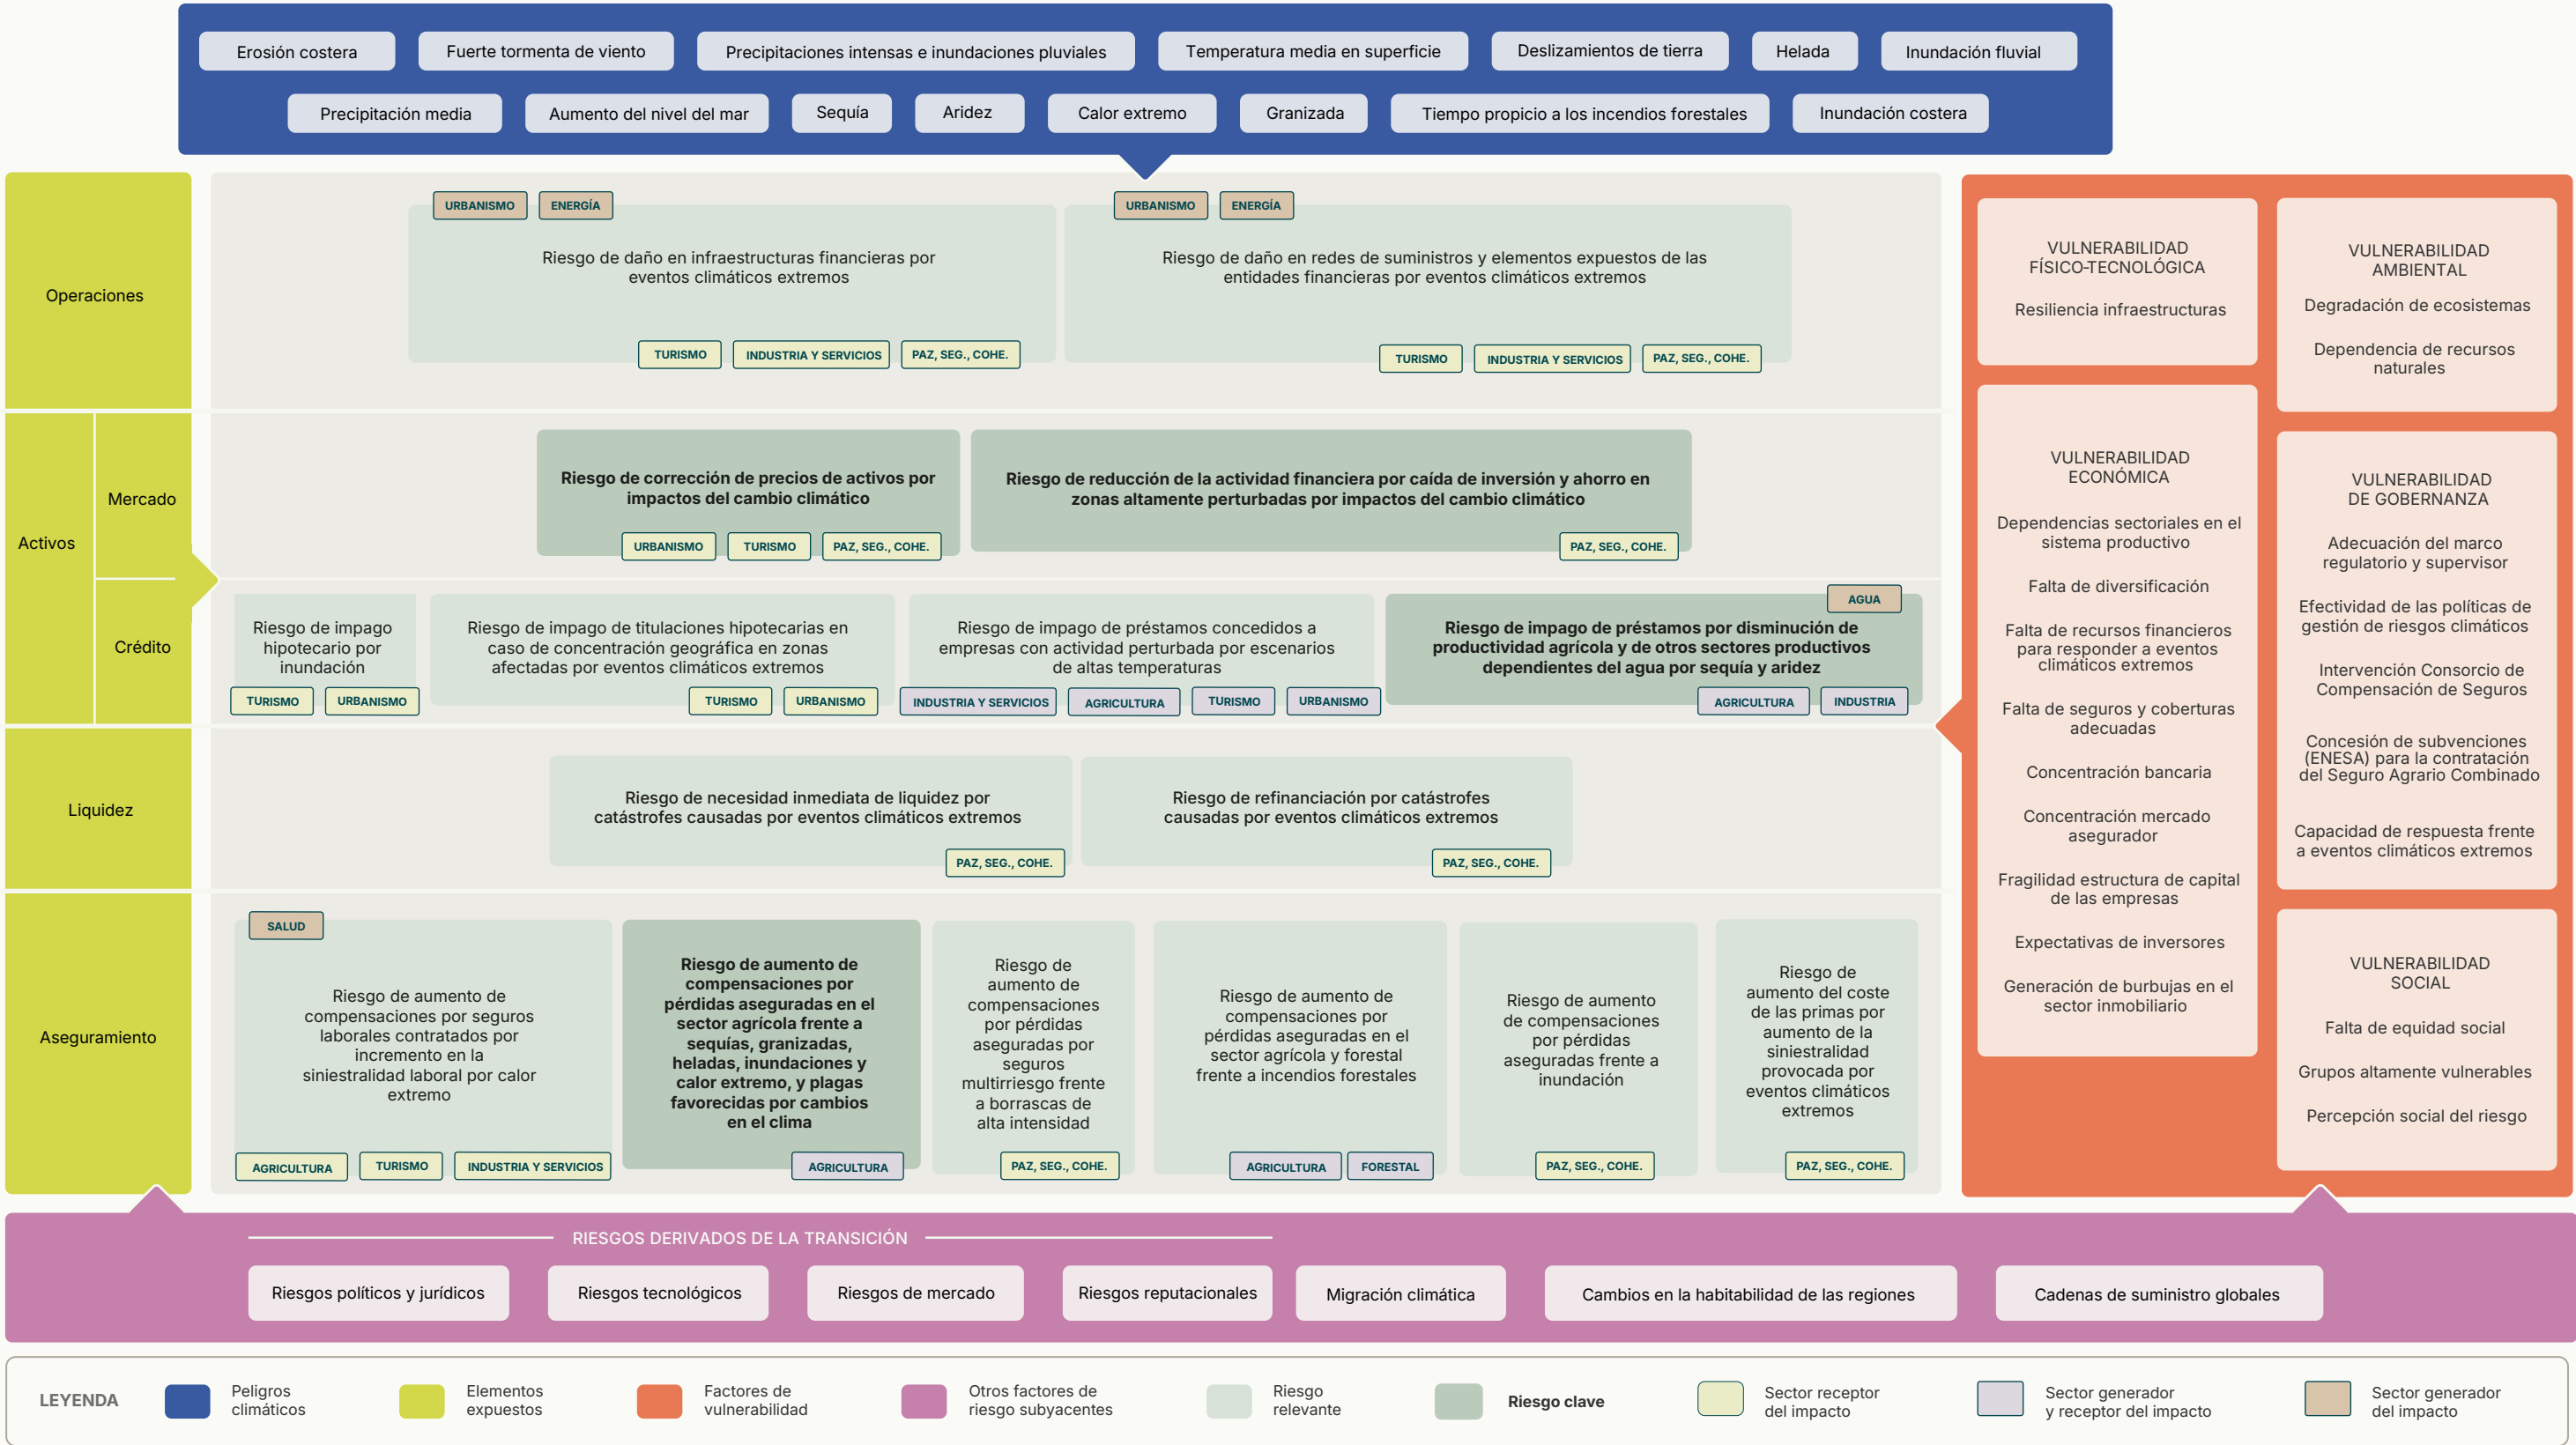 Erosión costera
Fuerte tormenta de viento
Precipitaciones intensas e inundaciones pluviales
Temperatura media en superficie
Deslizamientos de tierra
Helada
Inundación fluvial
Precipitación media
Aumento del nivel del mar
Sequía
Aridez
Calor extremo
Granizada
Tiempo propicio a los incendios forestales
Inundación costera
Operaciones
URBANISMO
ENERGÍA
Riesgo de daño en infraestructuras financieras por
eventos climáticos extremos
TURISMO
INDUSTRIA Y SERVICIOS
PAZ, SEG., COHE.
URBANISMO
ENERGÍA
Riesgo de daño en redes de suministros y elementos expuestos de las
entidades financieras por eventos climáticos extremos
TURISMO
INDUSTRIA Y SERVICIOS
PAZ, SEG., COHE.
Activos
Mercado
Riesgo de corrección de precios de activos por
impactos del cambio climático
URBANISMO
TURISMO
PAZ, SEG., COHE.
Riesgo de reducción de la actividad financiera por caída de inversión y ahorro en
zonas altamente perturbadas por impactos del cambio climático
PAZ, SEG., COHE.
Crédito
Riesgo de impago
hipotecario por
inundación
TURISMO
URBANISMO
Riesgo de impago de titulaciones hipotecarias en
caso de concentración geográfica en zonas
afectadas por eventos climáticos extremos
TURISMO
URBANISMO
Riesgo de impago de préstamos concedidos a
empresas con actividad perturbada por escenarios
de altas temperaturas
INDUSTRIA Y SERVICIOS
AGRICULTURA
TURISMO
URBANISMO
AGUA
Riesgo de impago de préstamos por disminución de
productividad agrícola y de otros sectores productivos
dependientes del agua por sequía y aridez
AGRICULTURA
INDUSTRIA
Liquidez
Riesgo de necesidad inmediata de liquidez por
catástrofes causadas por eventos climáticos extremos
PAZ, SEG., COHE.
Riesgo de refinanciación por catástrofes
causadas por eventos climáticos extremos
PAZ, SEG., COHE.
Aseguramiento
SALUD
Riesgo de aumento de
compensaciones por seguros
laborales contratados por
incremento en la
siniestralidad laboral por calor
extremo
AGRICULTURA
TURISMO
INDUSTRIA Y SERVICIOS
Riesgo de aumento de
compensaciones por
pérdidas aseguradas en el
sector agrícola frente a
sequías, granizadas,
heladas, inundaciones y
calor extremo, y plagas
favorecidas por cambios
en el clima
AGRICULTURA
Riesgo de
aumento de
compensaciones
por pérdidas
aseguradas por
seguros
multirriesgo frente
a borrascas de
alta intensidad
PAZ, SEG., COHE.
Riesgo de aumento de
compensaciones por
pérdidas aseguradas en el
sector agrícola y forestal
frente a incendios forestales
AGRICULTURA
FORESTAL
Riesgo de aumento
de compensaciones
por pérdidas
aseguradas frente a
inundación
PAZ, SEG., COHE.
Riesgo de
aumento del coste
de las primas por
aumento de la
siniestralidad
provocada por
eventos climáticos
extremos
PAZ, SEG., COHE.
VULNERABILIDAD
FÍSICO-TECNOLÓGICA
Resiliencia infraestructuras
VULNERABILIDAD
ECONÓMICA
Dependencias sectoriales en el
sistema productivo
Falta de diversificación
Falta de recursos financieros
para responder a eventos
climáticos extremos
Falta de seguros y coberturas
adecuadas
Concentración bancaria
Concentración mercado
asegurador
Fragilidad estructura de capital
de las empresas
Expectativas de inversores
Generación de burbujas en el
sector inmobiliario
VULNERABILIDAD
AMBIENTAL
Degradación de ecosistemas
Dependencia de recursos
naturales
VULNERABILIDAD
DE GOBERNANZA
Adecuación del marco
regulatorio y supervisor
Efectividad de las políticas de
gestión de riesgos climáticos
Intervención Consorcio de
Compensación de Seguros
Concesión de subvenciones
(ENESA) para la contratación
del Seguro Agrario Combinado
Capacidad de respuesta frente
a eventos climáticos extremos
VULNERABILIDAD
SOCIAL
Falta de equidad social
Grupos altamente vulnerables
Percepción social del riesgo
RIESGOS DERIVADOS DE LA TRANSICIÓN
Riesgos políticos y jurídicos
Riesgos tecnológicos
Riesgos de mercado
Riesgos reputacionales
Migración climática
Cambios en la habitabilidad de las regiones
Cadenas de suministro globales
LEYENDA
Peligros
climáticos
Elementos
expuestos
Factores de
vulnerabilidad
Otros factores de
riesgo subyacentes
Riesgo
relevante
Riesgo clave
Sector receptor
del impacto
Sector generador
y receptor del impacto
Sector generador
del impacto